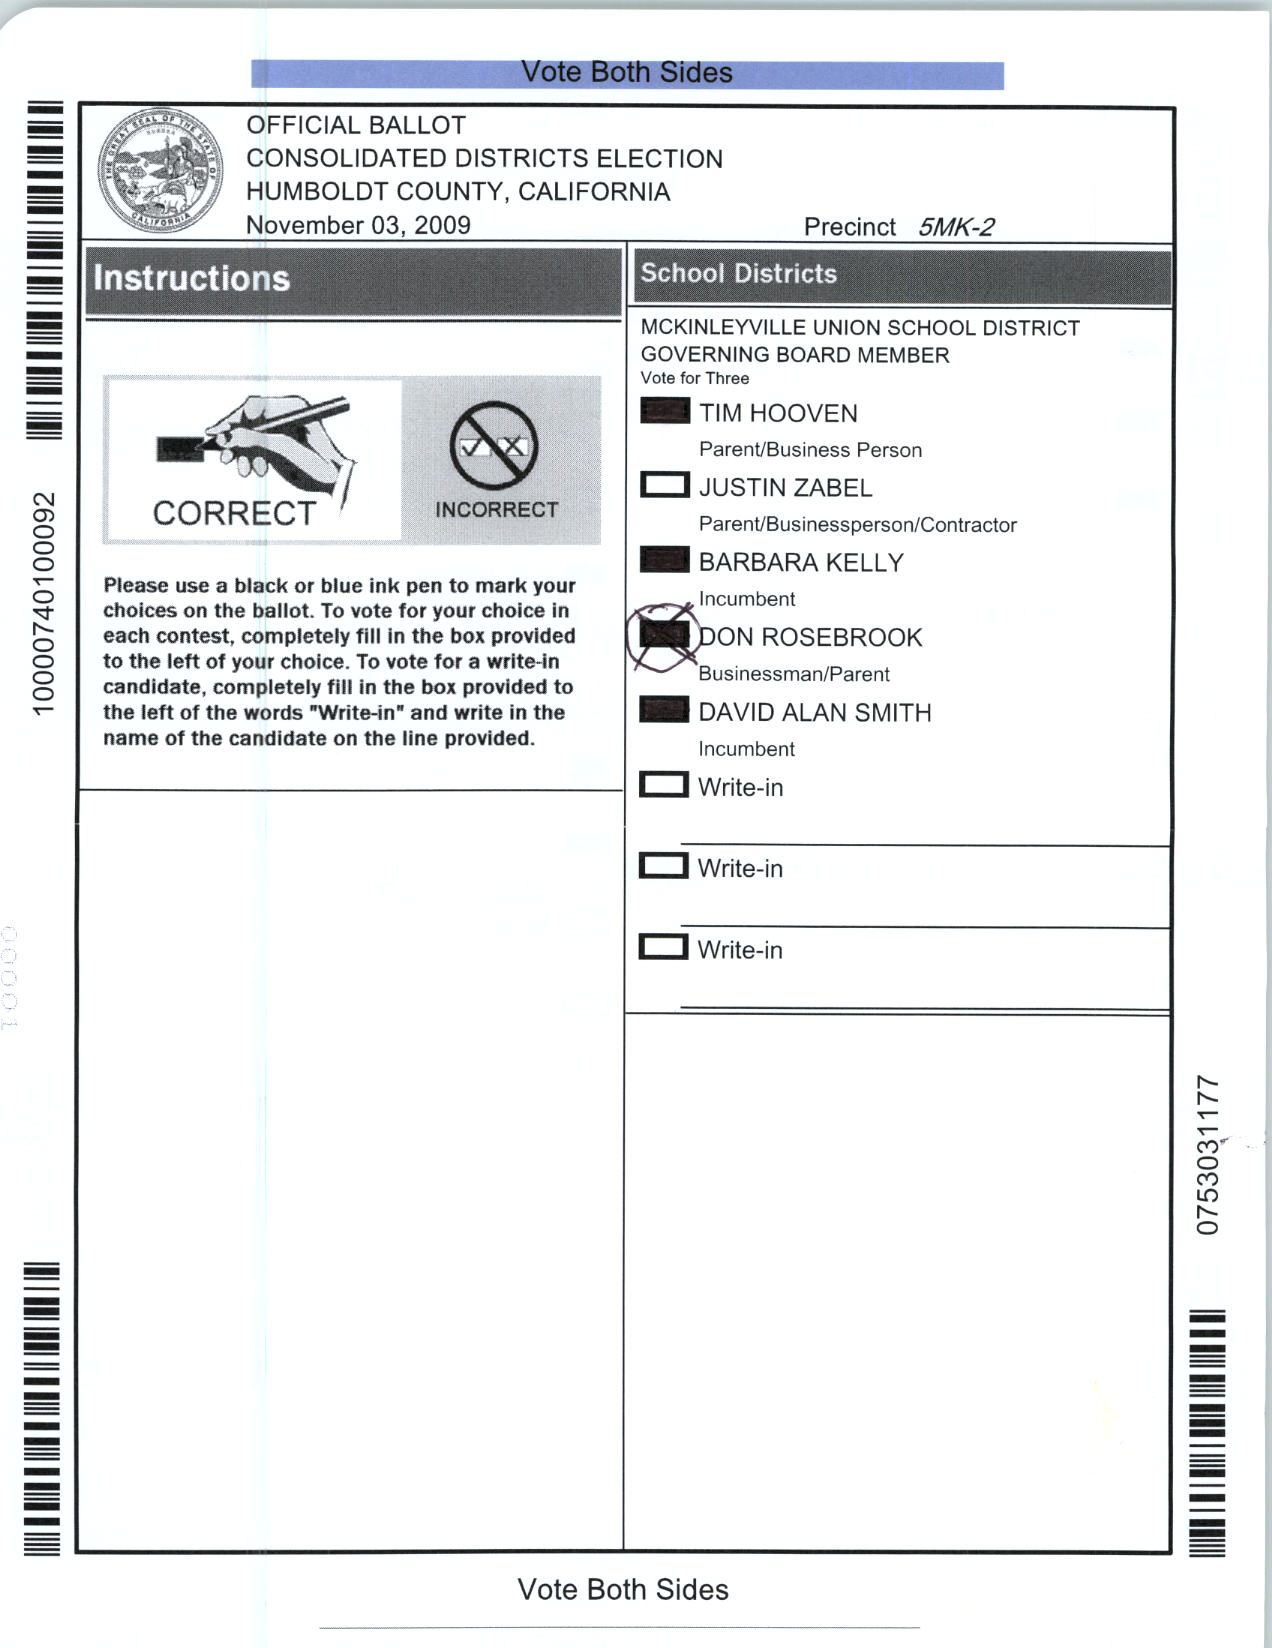 Vote Both Sides
OFFICIAL BALLOT
CONSOLIDATED DISTRICTS ELECTION
HUMBOLDT COUNTY, CALIFORNIA
November 03, 2009
Precinct 5MK-2
THE GREAT SEAL OF THE STATE OF CALIFORNIA
EUREKA
Instructions
CORRECT
INCORRECT
Please use a black or blue ink pen to mark your
choices on the ballot. To vote for your choice in
each contest, completely fill in the box provided
to the left of your choice. To vote for a write-in
candidate, completely fill in the box provided to
the left of the words "Write-in" and write in the
name of the candidate on the line provided.
School Districts
MCKINLEYVILLE UNION SCHOOL DISTRICT
GOVERNING BOARD MEMBER
Vote for Three
TIM HOOVEN
Parent/Business Person
JUSTIN ZABEL
Parent/Businessperson/Contractor
BARBARA KELLY
Incumbent
DON ROSEBROOK
Businessman/Parent
DAVID ALAN SMITH
Incumbent
Write-in
Write-in
Write-in
10000740100092
0753031177
Vote Both Sides